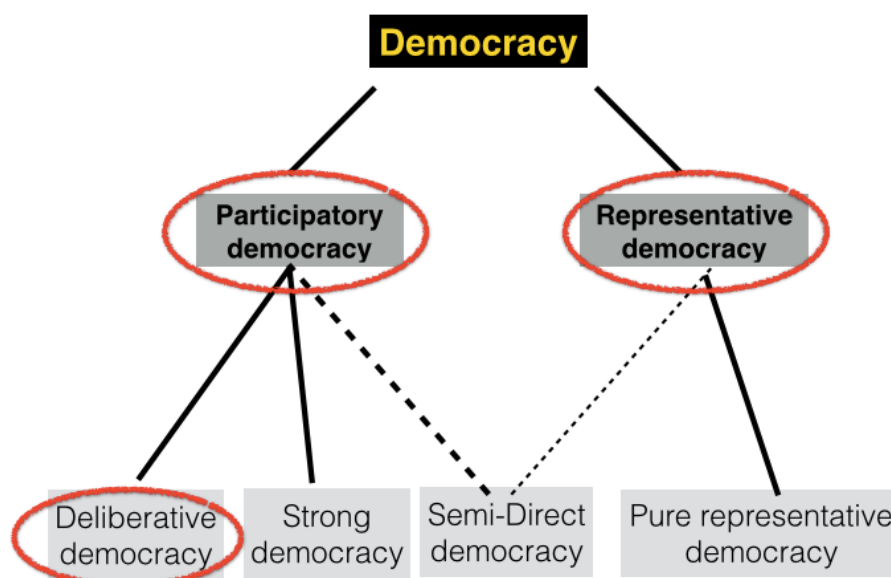 Democracy
Participatory
democracy
Representative
democracy
Deliberative
democracy
Strong
democracy
Semi-Direct
democracy
Pure representative
democracy